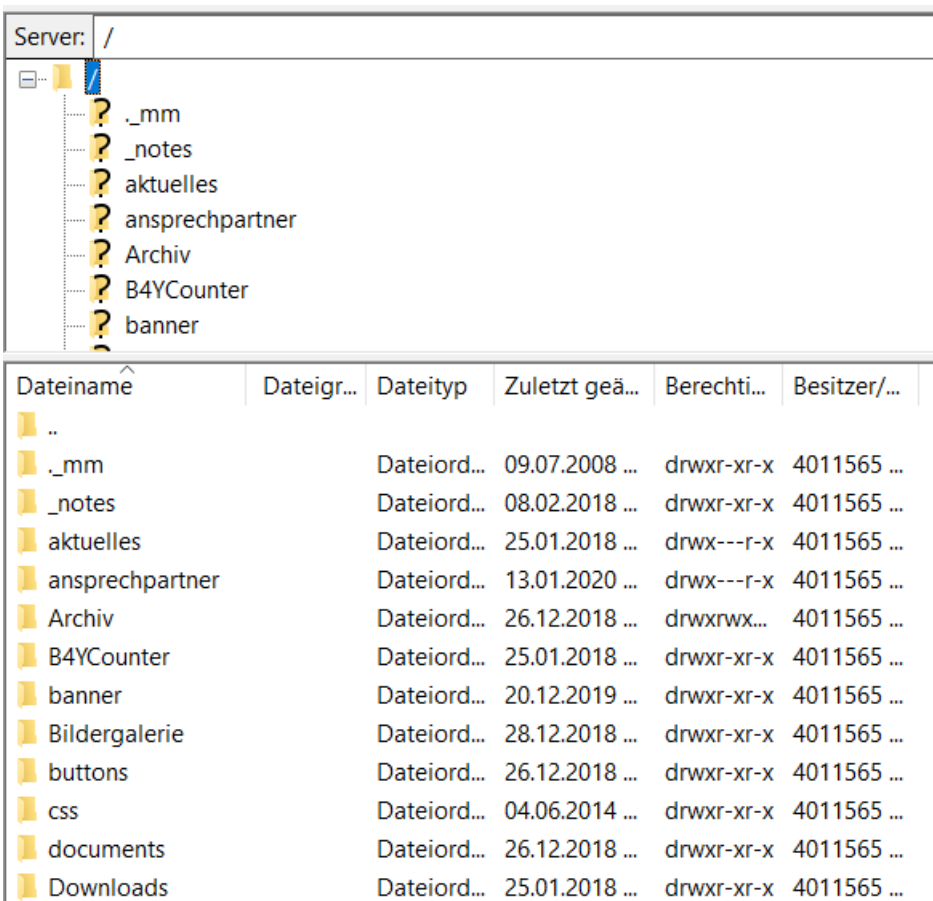 Server: /
/
._mm
_notes
aktuelles
ansprechpartner
Archiv
B4YCounter
banner
Dateiname Dateigr... Dateityp Zuletzt geä... Berechti... Besitzer/...
..
._mm Dateiord... 09.07.2008 ... drwxr-xr-x 4011565 ...
_notes Dateiord... 08.02.2018 ... drwxr-xr-x 4011565 ...
aktuelles Dateiord... 25.01.2018 ... drwx---r-x 4011565 ...
ansprechpartner Dateiord... 13.01.2020 ... drwx---r-x 4011565 ...
Archiv Dateiord... 26.12.2018 ... drwxrwx... 4011565 ...
B4YCounter Dateiord... 25.01.2018 ... drwxr-xr-x 4011565 ...
banner Dateiord... 20.12.2019 ... drwxr-xr-x 4011565 ...
Bildergalerie Dateiord... 28.12.2018 ... drwxr-xr-x 4011565 ...
buttons Dateiord... 26.12.2018 ... drwxr-xr-x 4011565 ...
css Dateiord... 04.06.2014 ... drwxr-xr-x 4011565 ...
documents Dateiord... 26.12.2018 ... drwxr-xr-x 4011565 ...
Downloads Dateiord... 25.01.2018 ... drwxr-xr-x 4011565 ...